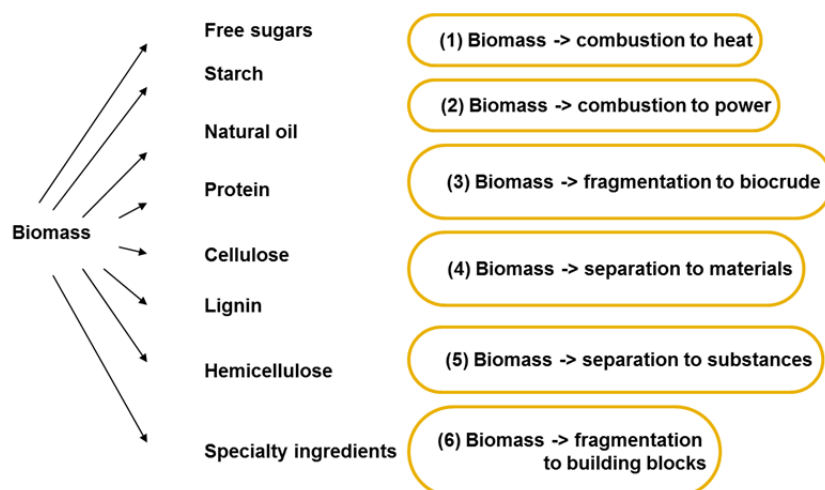 Free sugars
Starch
Natural oil
Protein
Biomass
Cellulose
Lignin
Hemicellulose
Specialty ingredients
(1) Biomass -> combustion to heat
(2) Biomass -> combustion to power
(3) Biomass -> fragmentation to biocrude
(4) Biomass -> separation to materials
(5) Biomass -> separation to substances
(6) Biomass -> fragmentation
to building blocks